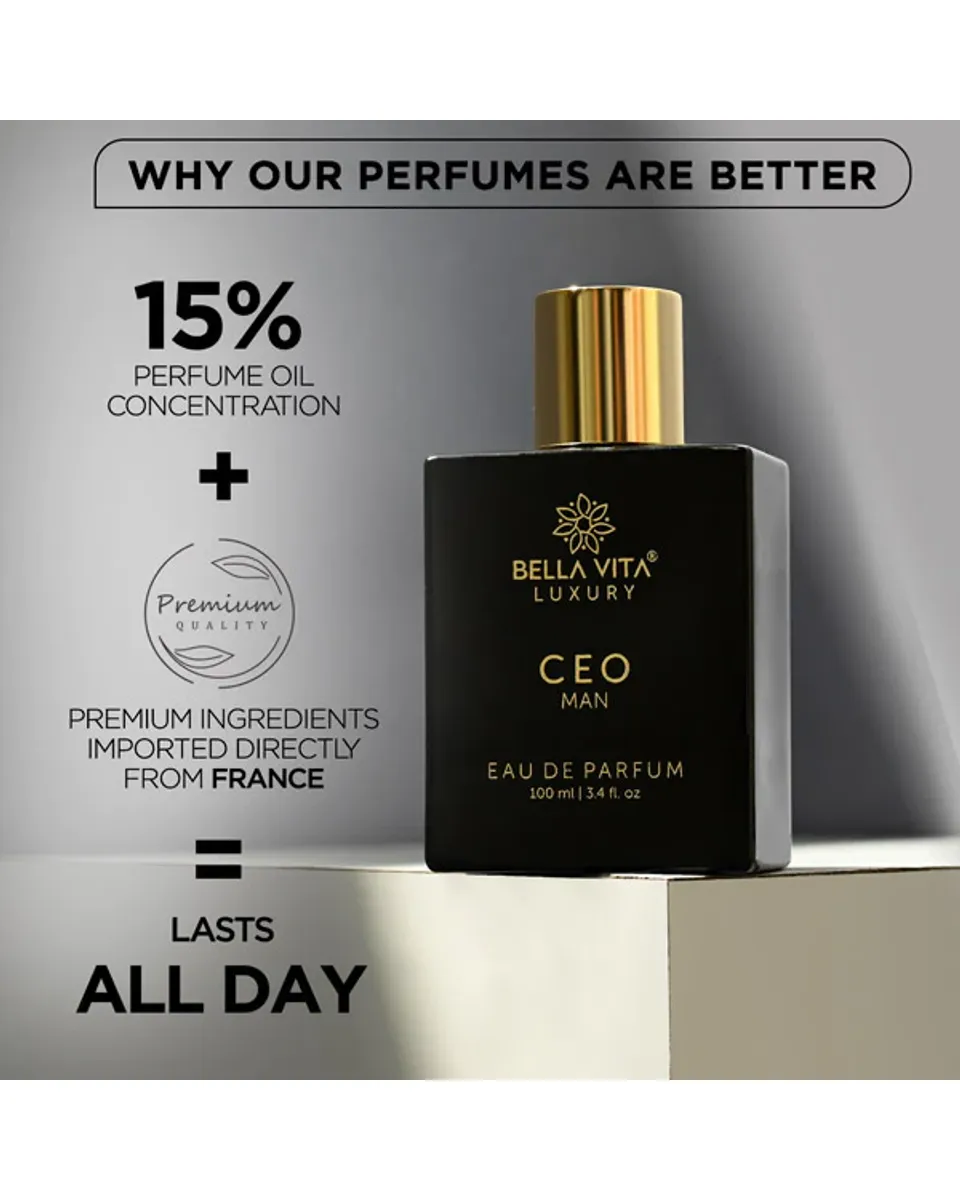 WHY OUR PERFUMES ARE BETTER
15%
PERFUME OIL
CONCENTRATION
+
Premium
QUALITY
PREMIUM INGREDIENTS
IMPORTED DIRECTLY
FROM FRANCE
=
LASTS
ALL DAY
BELLA VITA®
LUXURY
CEO
MAN
EAU DE PARFUM
100 ml | 3.4 fl. oz